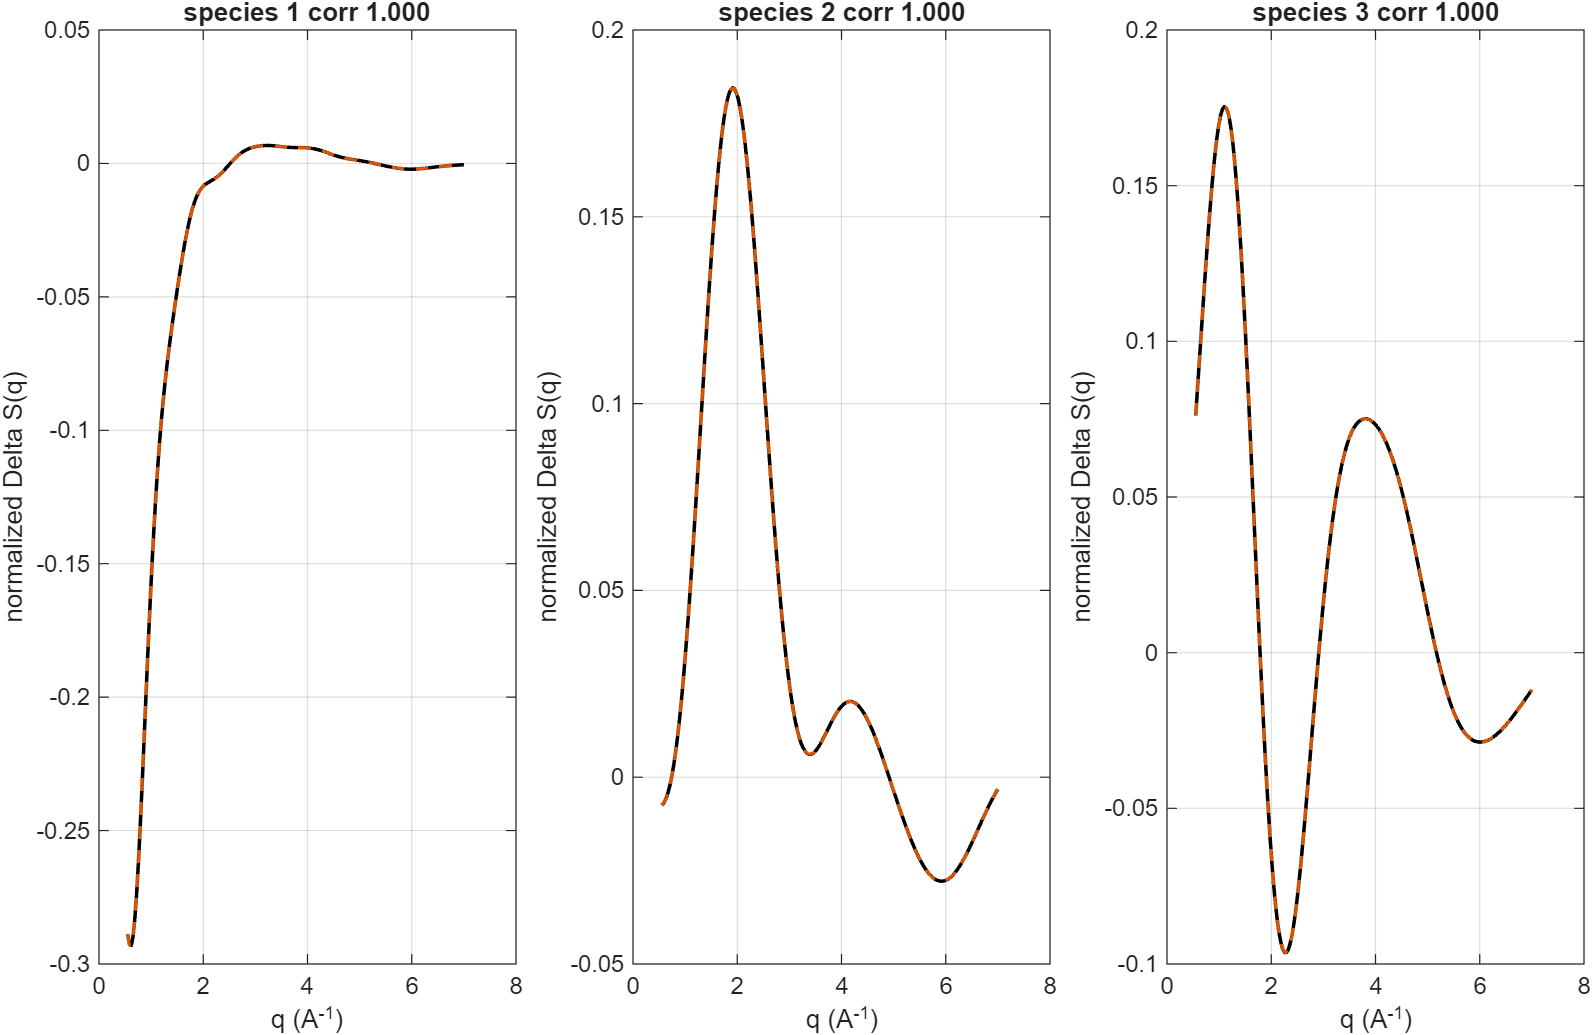 species 1 corr 1.000
0.05
0
-0.05
-0.1
-0.15
-0.2
-0.25
-0.3
0 2 4 6 8
normalized Delta S(q)
q (A-1)
species 2 corr 1.000
0.2
0.15
0.1
0.05
0
-0.05
0 2 4 6 8
normalized Delta S(q)
q (A-1)
species 3 corr 1.000
0.2
0.15
0.1
0.05
0
-0.05
-0.1
0 2 4 6 8
normalized Delta S(q)
q (A-1)